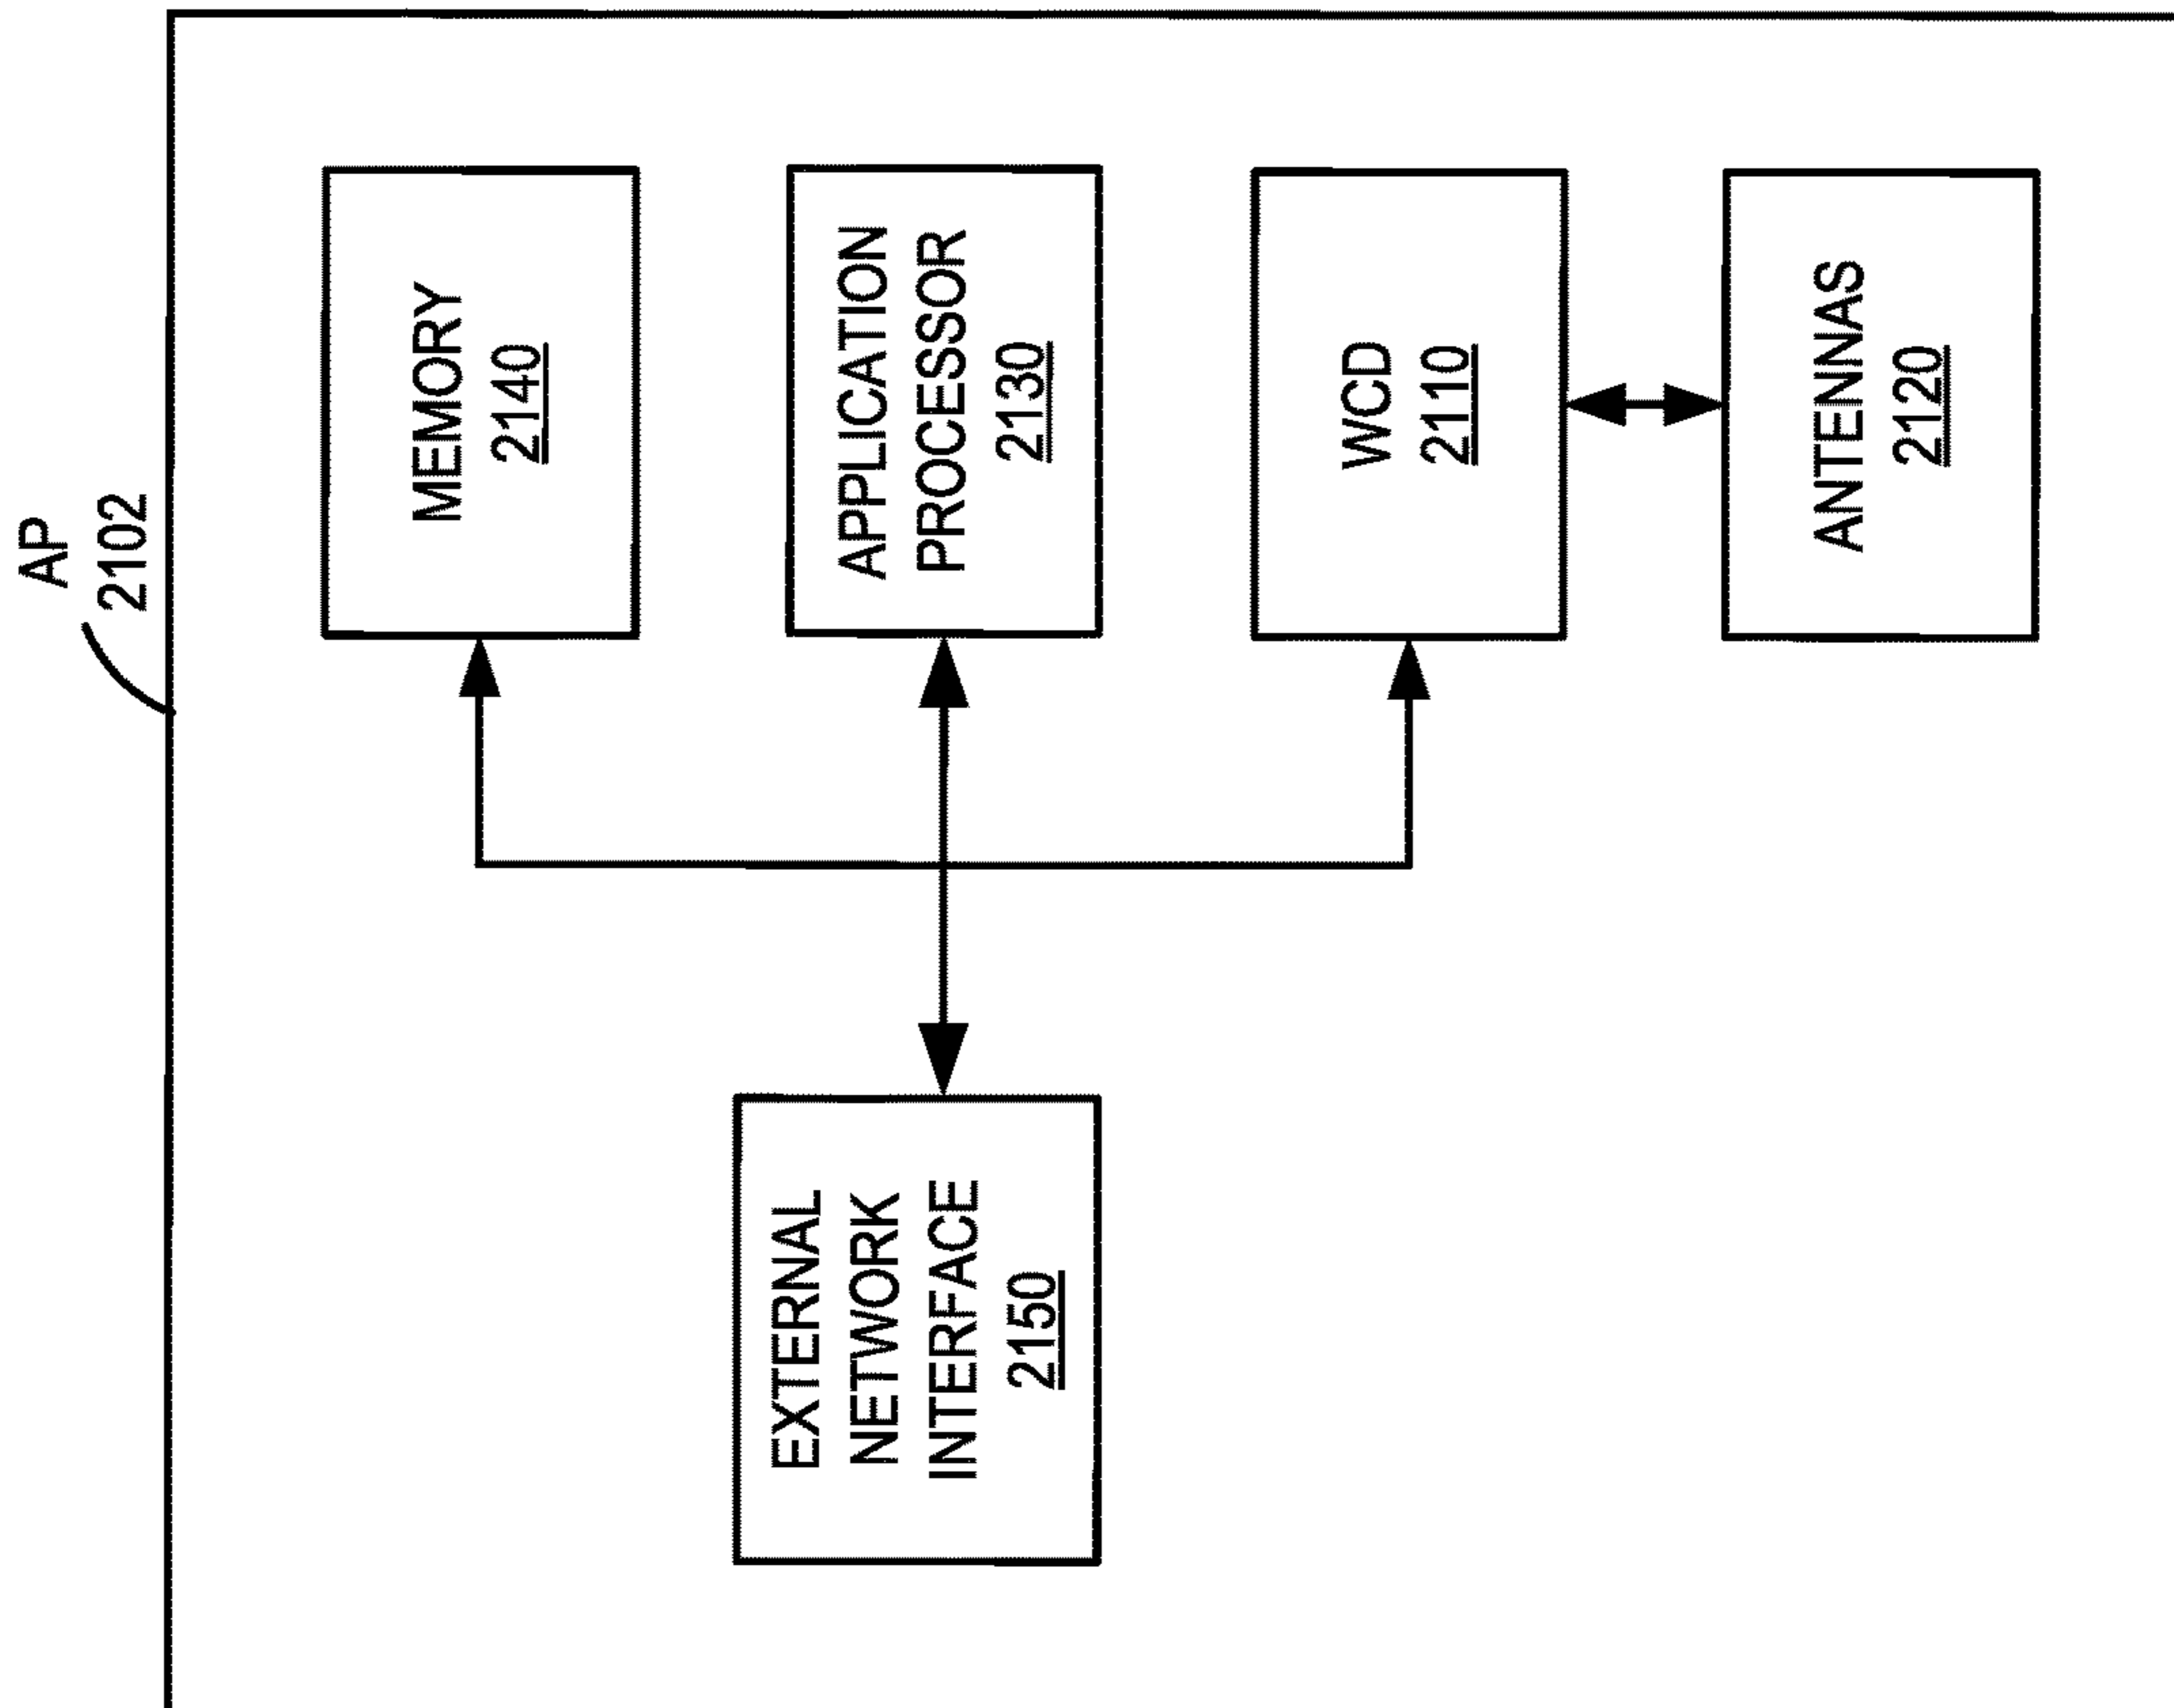 AP
2102
MEMORY
2140
APPLICATION
PROCESSOR
2130
WCD
2110
ANTENNAS
2120
EXTERNAL
NETWORK
INTERFACE
2150